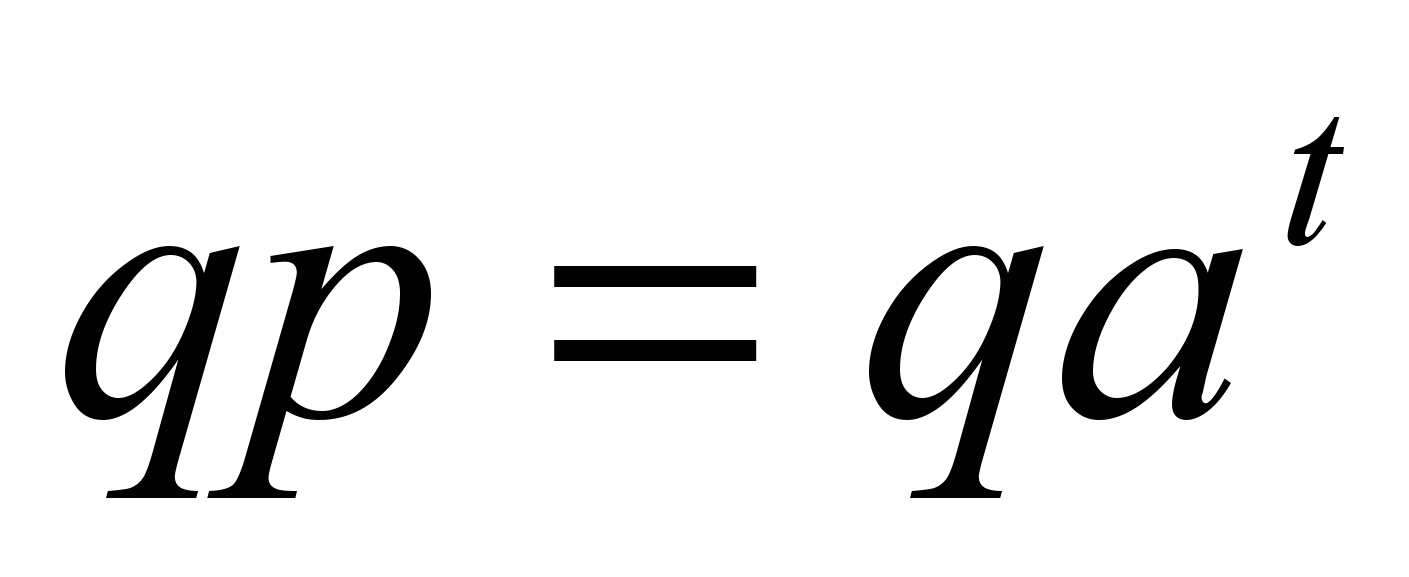 qp = qa^t